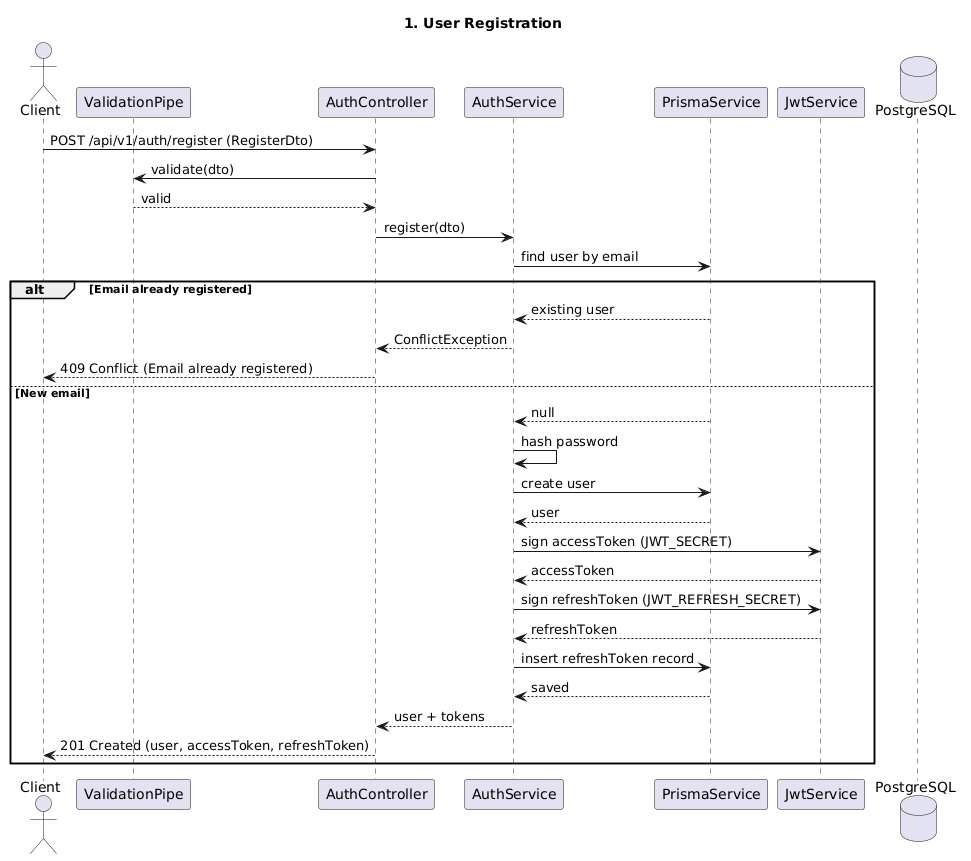 1. User Registration
Client
ValidationPipe
AuthController
AuthService
PrismaService
JwtService
PostgreSQL
POST /api/v1/auth/register (RegisterDto)
validate(dto)
valid
register(dto)
find user by email
alt
[Email already registered]
existing user
ConflictException
409 Conflict (Email already registered)
[New email]
null
hash password
create user
user
sign accessToken (JWT_SECRET)
accessToken
sign refreshToken (JWT_REFRESH_SECRET)
refreshToken
insert refreshToken record
saved
user + tokens
201 Created (user, accessToken, refreshToken)
Client
ValidationPipe
AuthController
AuthService
PrismaService
JwtService
PostgreSQL